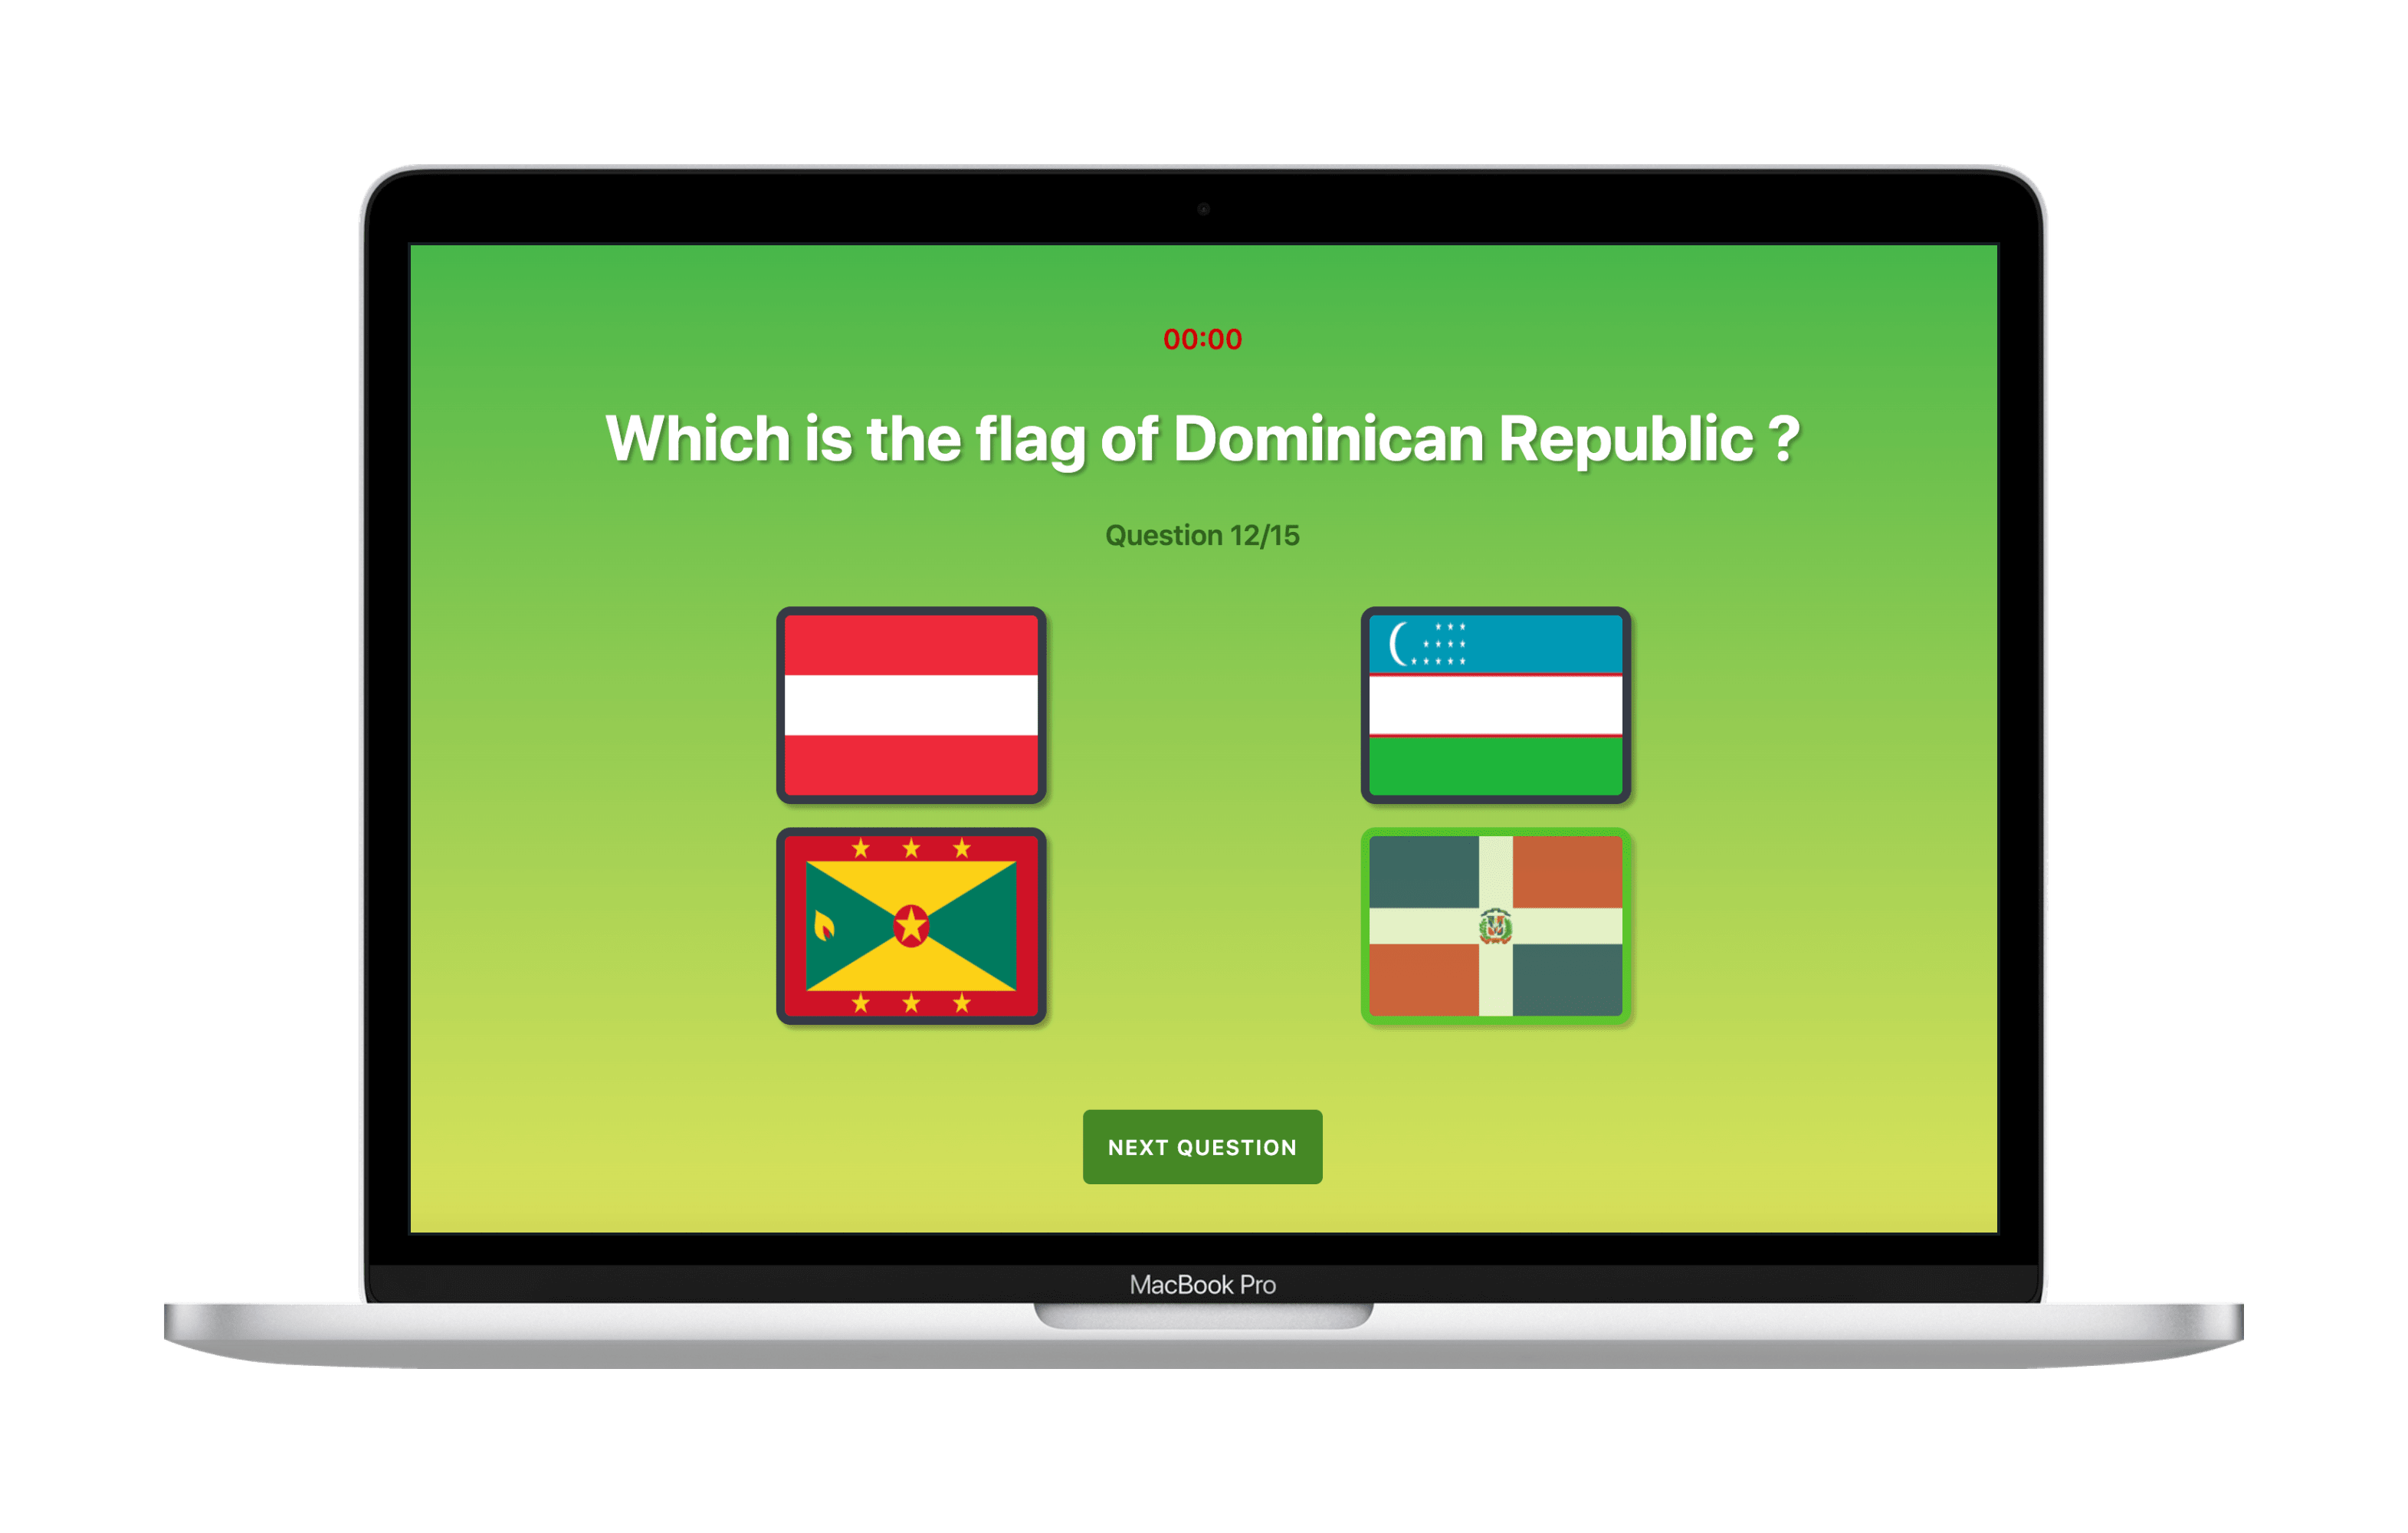 00:00
Which is the flag of Dominican Republic ?
Question 12/15
NEXT QUESTION
MacBook Pro